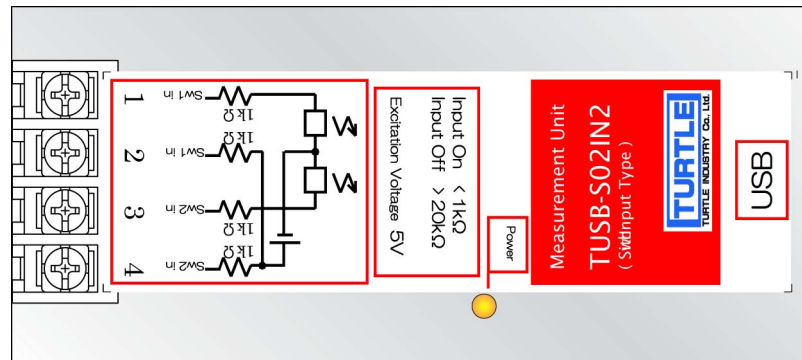 1
Sw1 in
1kΩ
2
Sw1 in
1kΩ
3
Sw2 in
1kΩ
4
Sw2 in
1kΩ
Input On < 1kΩ
Input Off > 20kΩ
Excitation Voltage 5V
Power
Measurement Unit
TUSB-S02IN2
TURTLE
TURTLE INDUSTRY Co., Ltd.
USB